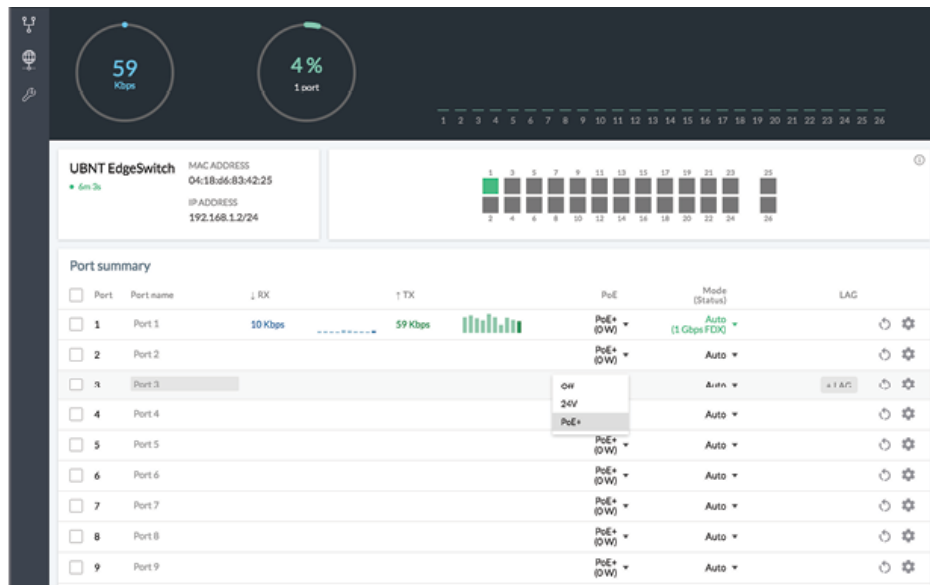 59
Kbps
4%
1 port
1 2 3 4 5 6 7 8 9 10 11 12 13 14 15 16 17 18 19 20 21 22 23 24 25 26
UBNT EdgeSwitch
6m 3s
MAC ADDRESS
04:18:d6:83:42:25
IP ADDRESS
192.168.1.2/24
1 3 5 7 9 11 13 15 17 19 21 23 25
2 4 6 8 10 12 14 16 18 20 22 24 26
Port summary
Port Port name ↓ RX ↑ TX PoE Mode (Status) LAG
1 Port 1 10 Kbps 59 Kbps PoE+ (0 W) Auto (1 Gbps FDX)
2 Port 2 PoE+ (0 W) Auto
3 Port 3 Auto + LAG
Off
24V
PoE+
4 Port 4 Auto
5 Port 5 PoE+ (0 W) Auto
6 Port 6 PoE+ (0 W) Auto
7 Port 7 PoE+ (0 W) Auto
8 Port 8 PoE+ (0 W) Auto
9 Port 9 PoE+ (0 W) Auto